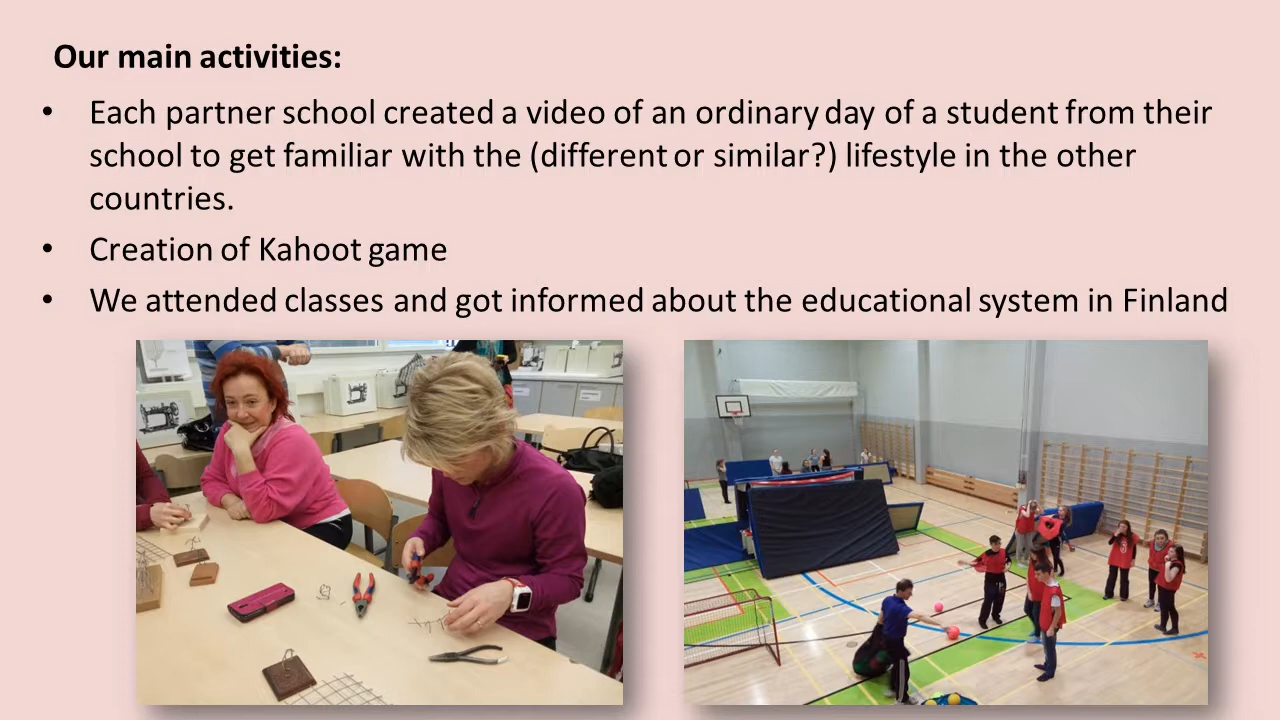 Our main activities:
• Each partner school created a video of an ordinary day of a student from their
school to get familiar with the (different or similar?) lifestyle in the other
countries.
• Creation of Kahoot game
• We attended classes and got informed about the educational system in Finland